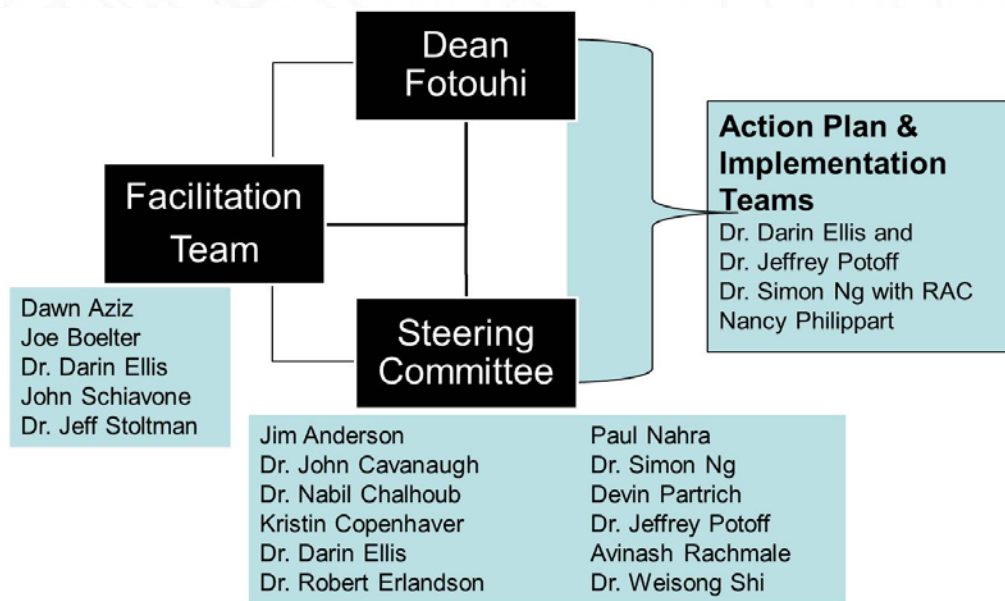 Dean
Fotouhi
Facilitation
Team
Steering
Committee
Action Plan &
Implementation
Teams
Dr. Darin Ellis and
Dr. Jeffrey Potoff
Dr. Simon Ng with RAC
Nancy Philippart
Dawn Aziz
Joe Boelter
Dr. Darin Ellis
John Schiavone
Dr. Jeff Stoltman
Jim Anderson
Dr. John Cavanaugh
Dr. Nabil Chalhoub
Kristin Copenhaver
Dr. Darin Ellis
Dr. Robert Erlandson
Paul Nahra
Dr. Simon Ng
Devin Partrich
Dr. Jeffrey Potoff
Avinash Rachmale
Dr. Weisong Shi